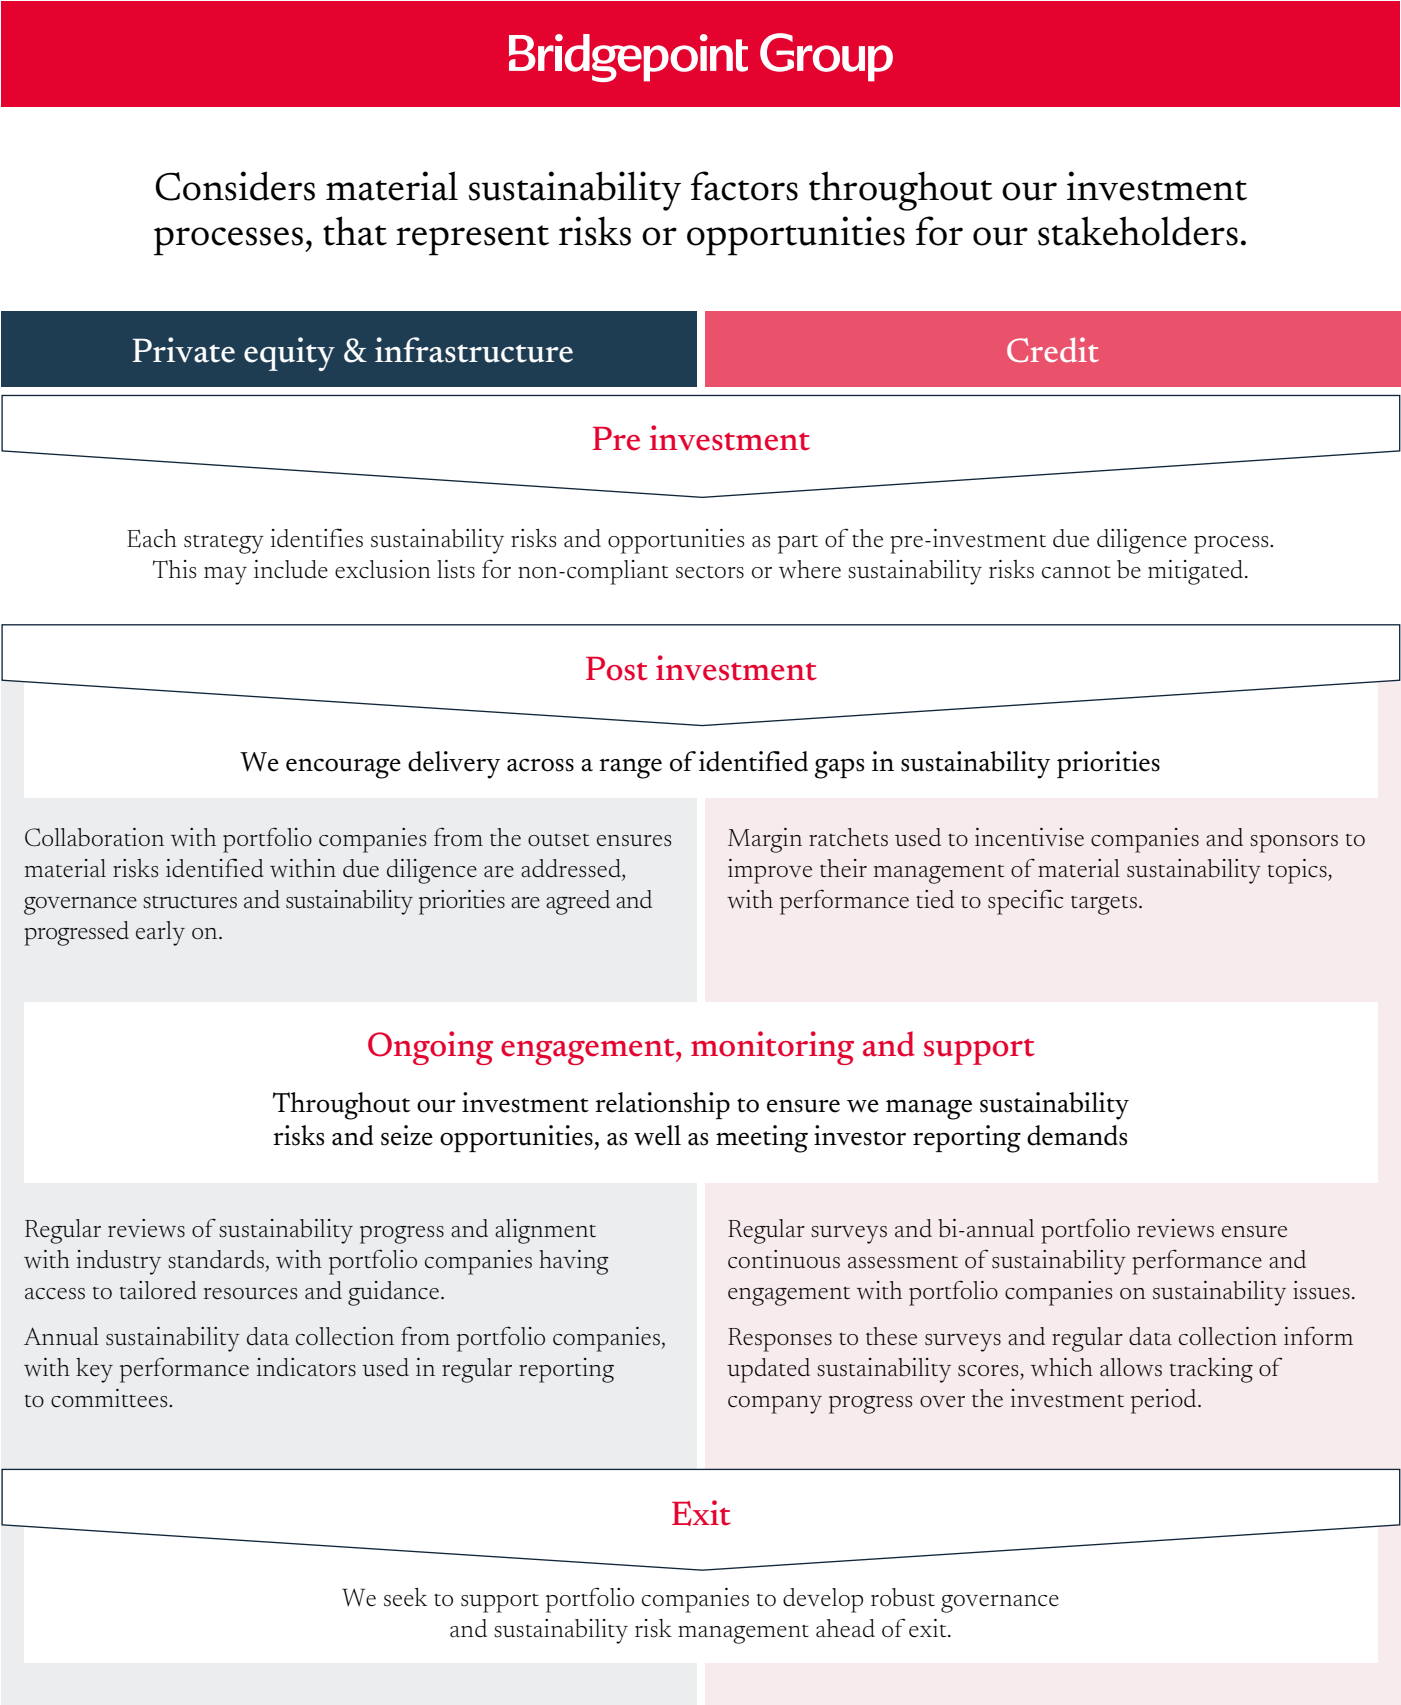 Bridgepoint Group
Considers material sustainability factors throughout our investment
processes, that represent risks or opportunities for our stakeholders.
Private equity & infrastructure
Credit
Pre investment
Each strategy identifies sustainability risks and opportunities as part of the pre-investment due diligence process.
This may include exclusion lists for non-compliant sectors or where sustainability risks cannot be mitigated.
Post investment
We encourage delivery across a range of identified gaps in sustainability priorities
Collaboration with portfolio companies from the outset ensures
material risks identified within due diligence are addressed,
governance structures and sustainability priorities are agreed and
progressed early on.
Margin ratchets used to incentivise companies and sponsors to
improve their management of material sustainability topics,
with performance tied to specific targets.
Ongoing engagement, monitoring and support
Throughout our investment relationship to ensure we manage sustainability
risks and seize opportunities, as well as meeting investor reporting demands
Regular reviews of sustainability progress and alignment
with industry standards, with portfolio companies having
access to tailored resources and guidance.
Annual sustainability data collection from portfolio companies,
with key performance indicators used in regular reporting
to committees.
Regular surveys and bi-annual portfolio reviews ensure
continuous assessment of sustainability performance and
engagement with portfolio companies on sustainability issues.
Responses to these surveys and regular data collection inform
updated sustainability scores, which allows tracking of
company progress over the investment period.
Exit
We seek to support portfolio companies to develop robust governance
and sustainability risk management ahead of exit.